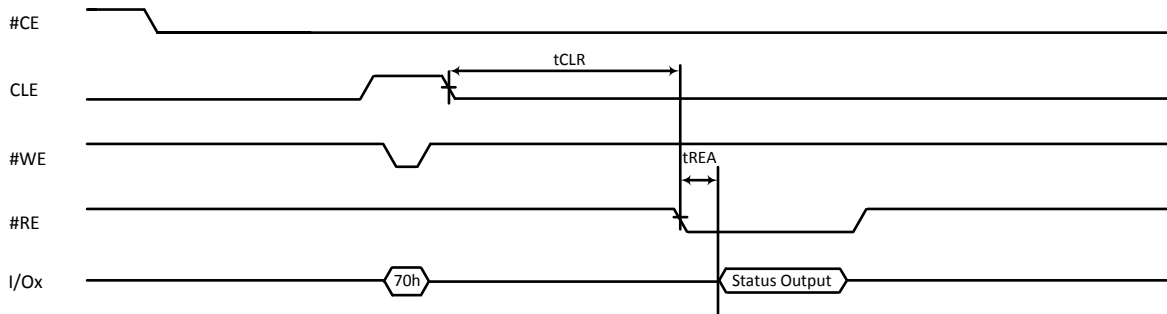 #CE
tCLR
CLE
#WE
tREA
#RE
I/Ox
70h
Status Output